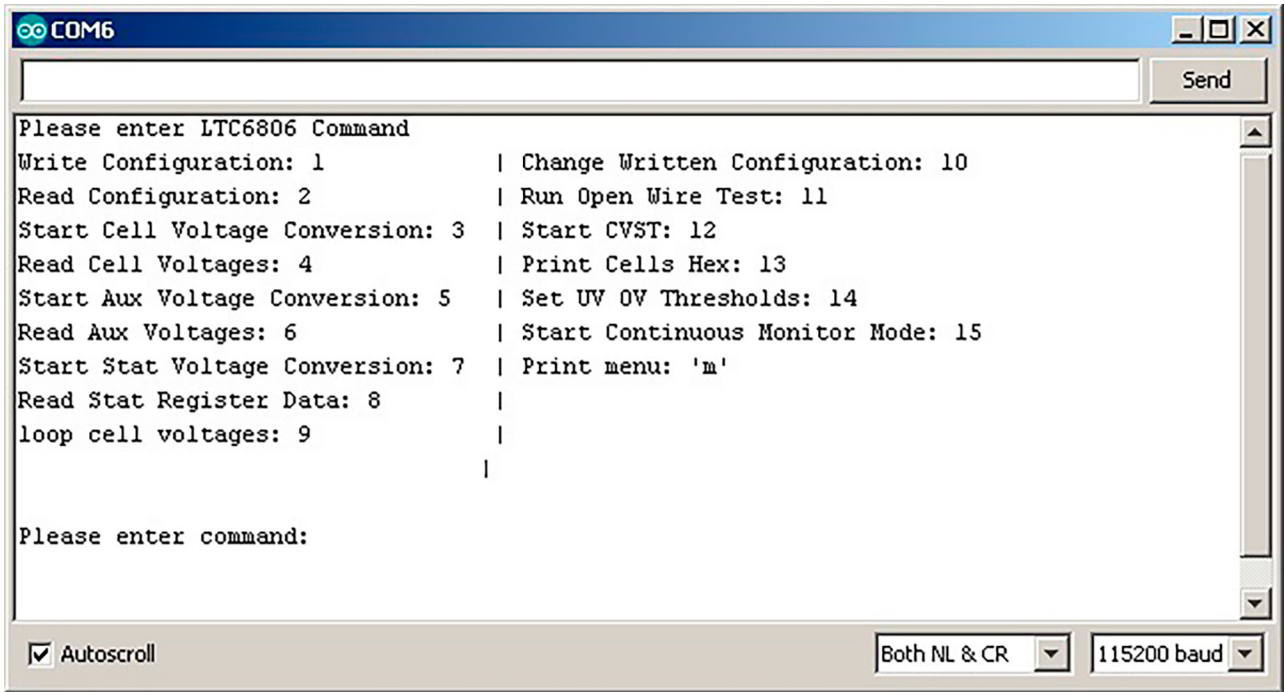 COM6
Send
Please enter LTC6806 Command
Write Configuration: 1            | Change Written Configuration: 10
Read Configuration: 2             | Run Open Wire Test: 11
Start Cell Voltage Conversion: 3  | Start CVST: 12
Read Cell Voltages: 4             | Print Cells Hex: 13
Start Aux Voltage Conversion: 5   | Set UV OV Thresholds: 14
Read Aux Voltages: 6              | Start Continuous Monitor Mode: 15
Start Stat Voltage Conversion: 7  | Print menu: 'm'
Read Stat Register Data: 8        |
loop cell voltages: 9             |
                                 |
Please enter command:
Autoscroll Both NL & CR 115200 baud